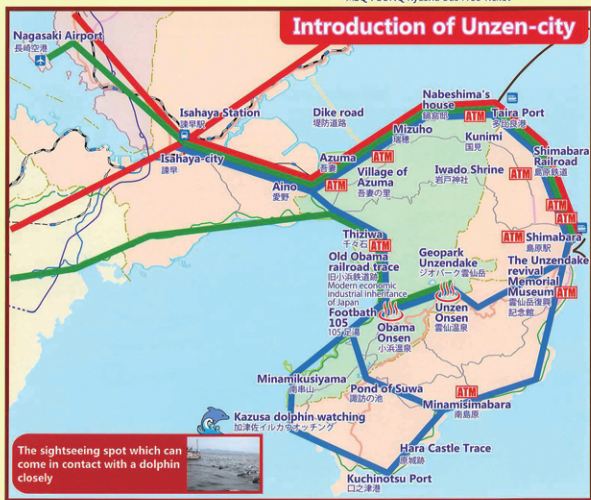 Introduction of Unzen-city
Nagasaki Airport
長崎空港
Isahaya Station
諫早駅
Isahaya-city
諫早
Dike road
堤防道路
Nabeshima's
house
鍋島邸
ATM
Taira Port
多比良港
Mizuho
瑞穂
ATM
Kunimi
国見
Shimabara
Railroad
島原鉄道
Azuma
吾妻
ATM
Village of
Azuma
吾妻の里
Iwado Shrine
岩戸神社
ATM
ATM
ATM
Aino
愛野
Thiziwa
千々石
ATM
ATM
Shimabara
島原駅
Old Obama
railroad trace
旧小浜鉄道跡
Modern economic
industrial inheritance
of Japan
Geopark
Unzendake
ジオパーク雲仙岳
The Unzendake
revival
Memorial
Museum
雲仙岳復興
記念館
ATM
Footbath
105
105足湯
Obama
Onsen
小浜温泉
Unzen
Onsen
雲仙温泉
Minamikusiyama
南串山
Pond of Suwa
諏訪の池
ATM
Minamisimabara
南島原
Kazusa dolphin watching
加津佐イルカウオッチング
Hara Castle Trace
原城跡
Kuchinotsu Port
口之津港
The sightseeing spot which can
come in contact with a dolphin
closely